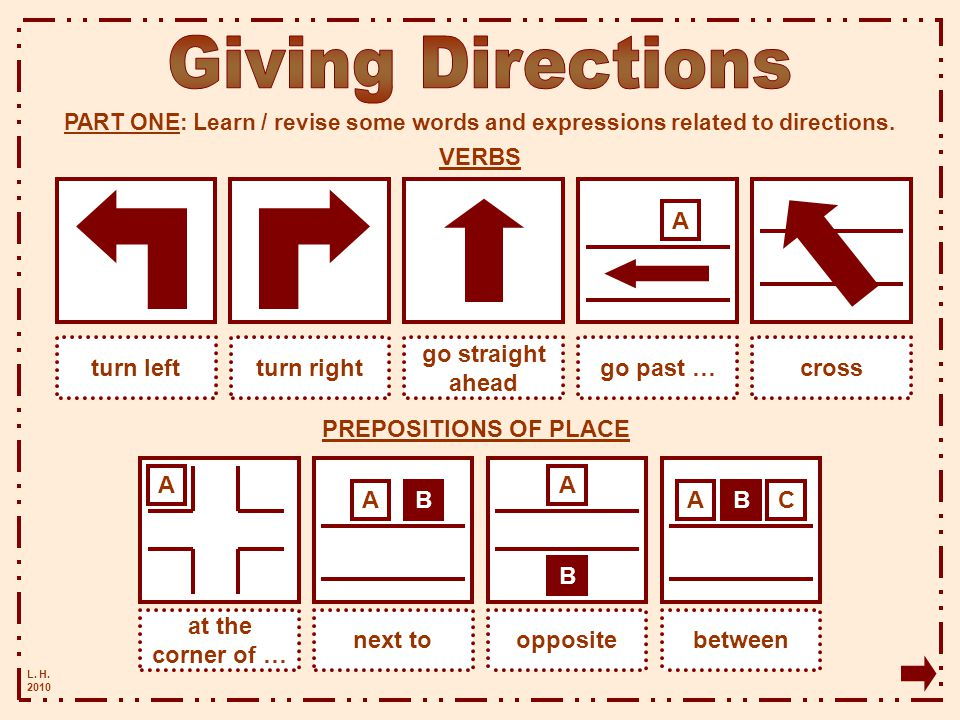 Giving Directions
PART ONE: Learn / revise some words and expressions related to directions.
VERBS
A
turn left
turn right
go straight
ahead
go past …
cross
PREPOSITIONS OF PLACE
A
A B
A
B
A B C
at the
corner of …
next to
opposite
between
L. H.
2010